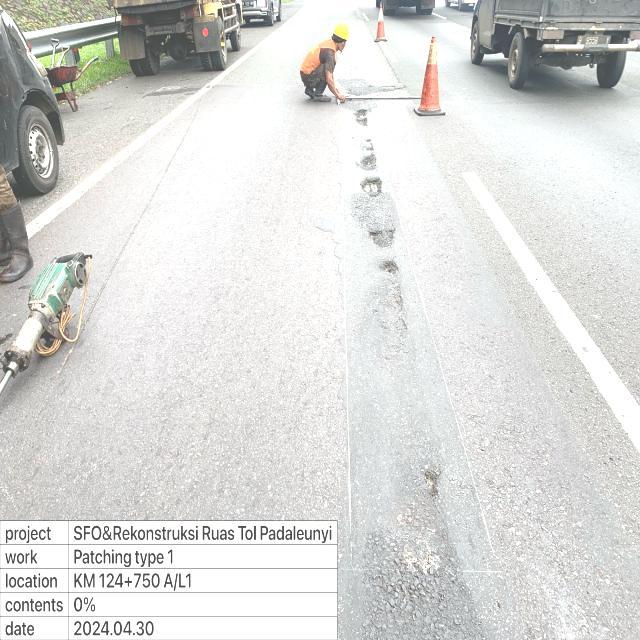 project SFO&Rekonstruksi Ruas Tol Padaleunyi
work Patching type 1
location KM 124+750 A/L1
contents 0%
date 2024.04.30